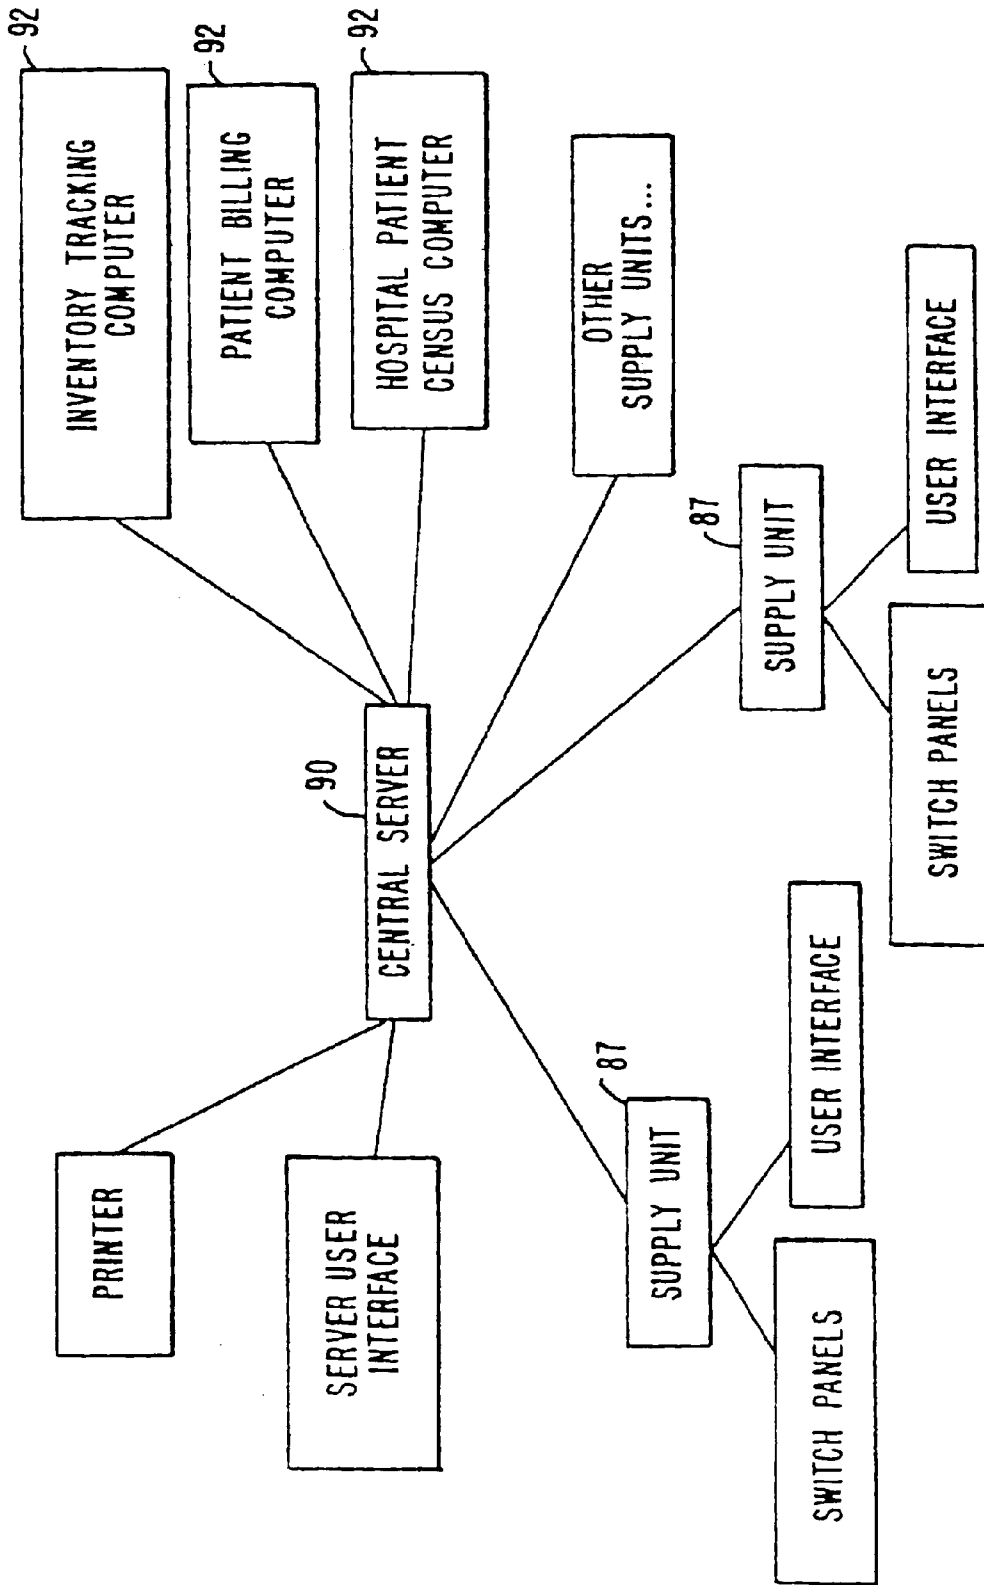 92
INVENTORY TRACKING
COMPUTER
92
PATIENT BILLING
COMPUTER
92
HOSPITAL PATIENT
CENSUS COMPUTER
PRINTER
SERVER USER
INTERFACE
90
CENTRAL SERVER
OTHER
SUPPLY UNITS...
87
SUPPLY UNIT
SWITCH PANELS
USER INTERFACE
87
SUPPLY UNIT
SWITCH PANELS
USER INTERFACE